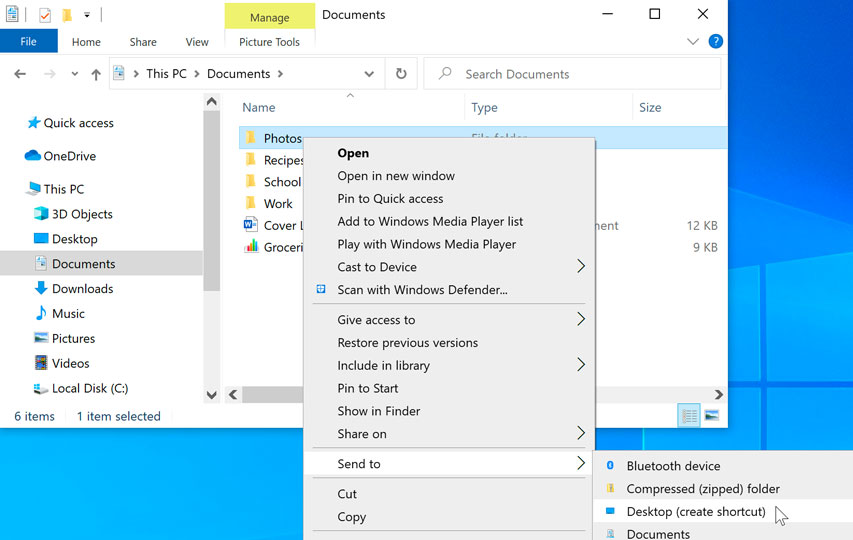 Manage
Documents
File
Home
Share
View
Picture Tools
?
This PC
Documents
Search Documents
Name
Type
Size
Quick access
OneDrive
This PC
3D Objects
Desktop
Documents
Downloads
Music
Pictures
Videos
Local Disk (C:)
Photos
File folder
Recipes
School
Work
Cover L
ment
12 KB
Groceri
9 KB
6 items
1 item selected
Open
Open in new window
Pin to Quick access
Add to Windows Media Player list
Play with Windows Media Player
Cast to Device
Scan with Windows Defender...
Give access to
Restore previous versions
Include in library
Pin to Start
Show in Finder
Share on
Send to
Cut
Copy
Bluetooth device
Compressed (zipped) folder
Desktop (create shortcut)
Documents